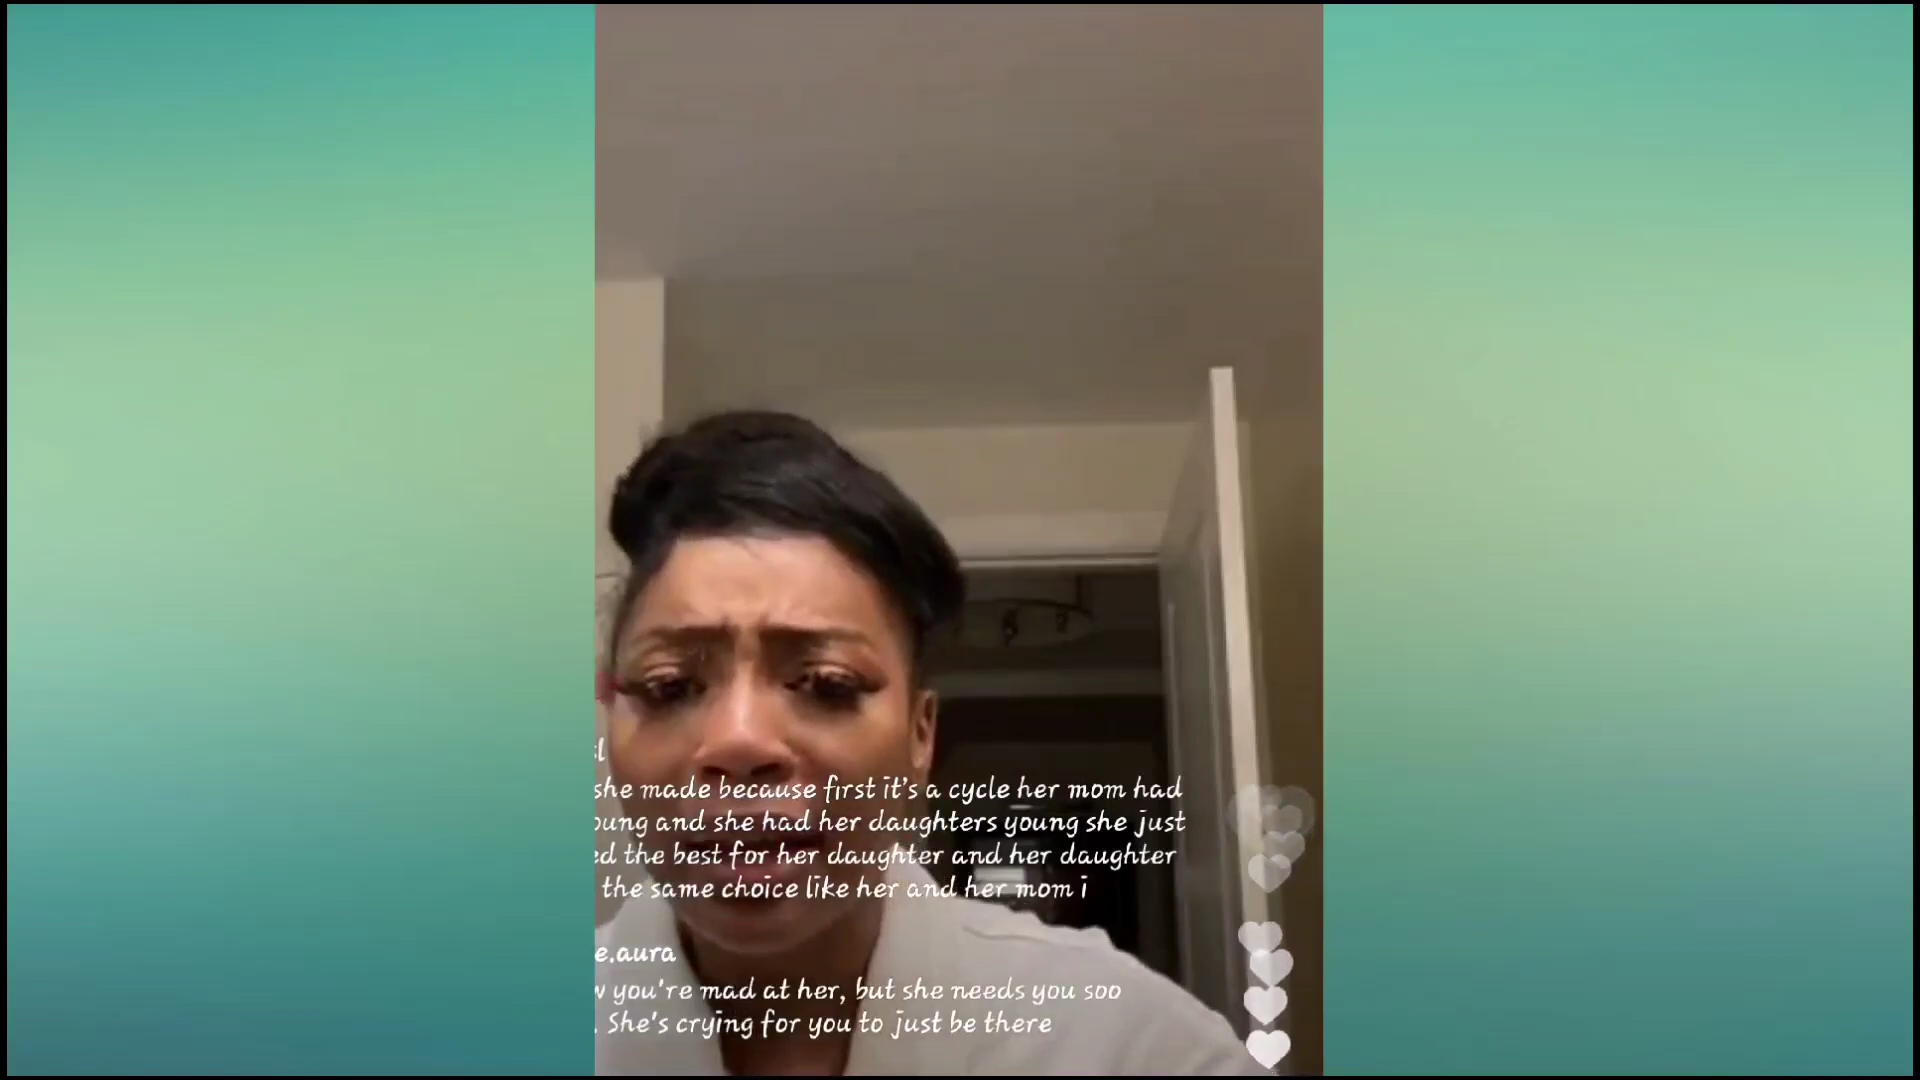 she made because first it's a cycle her mom had
and she had her daughters young she just
the best for her daughter and her daughter
the same choice like her and her mom i
e.aura
you're mad at her, but she needs you soo
. She's crying for you to just be there